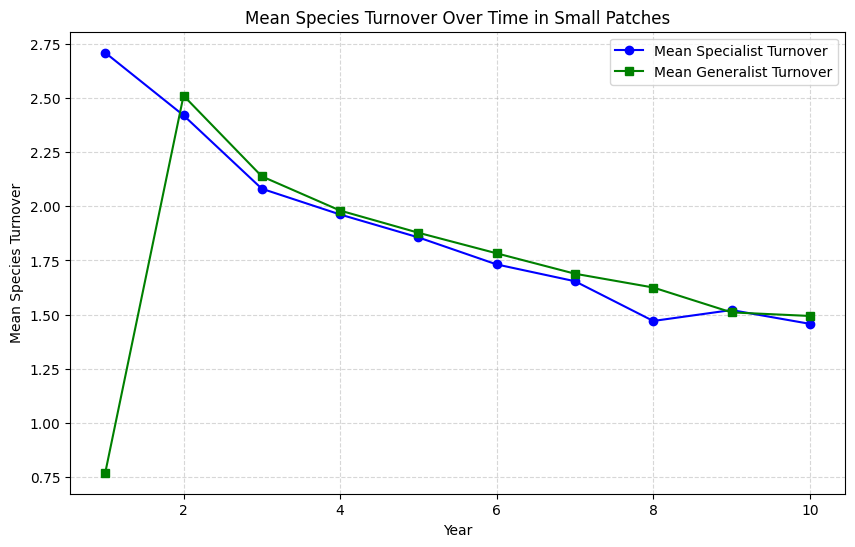 Mean Species Turnover Over Time in Small Patches
Mean Specialist Turnover
Mean Generalist Turnover
Mean Species Turnover
2.75
2.50
2.25
2.00
1.75
1.50
1.25
1.00
0.75
2 4 6 8 10
Year